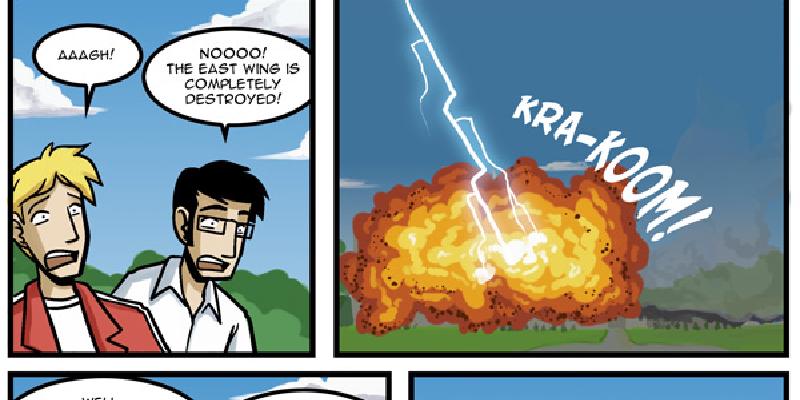 AAAGH!
NOOOO!
THE EAST WING IS
COMPLETELY
DESTROYED!
KRA-KOOM!